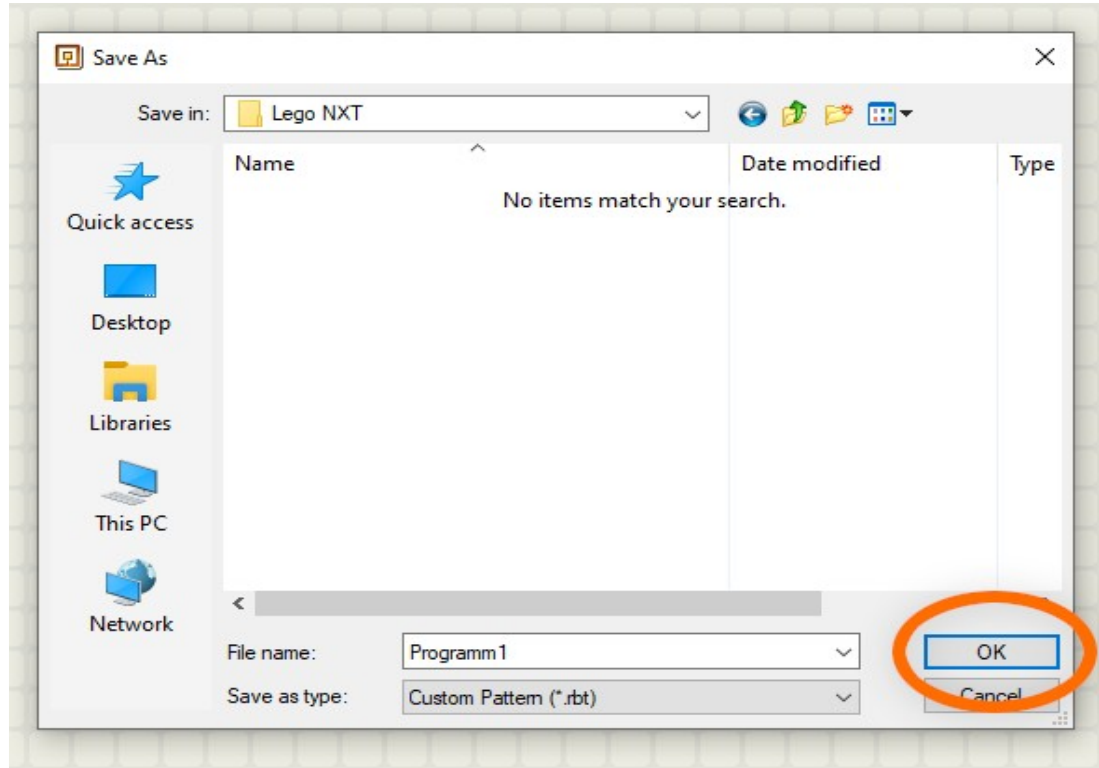 Save As
Save in: Lego NXT
Name Date modified Type
No items match your search.
Quick access
Desktop
Libraries
This PC
Network
File name: Programm1 OK
Save as type: Custom Pattern (*.rbt) Cancel